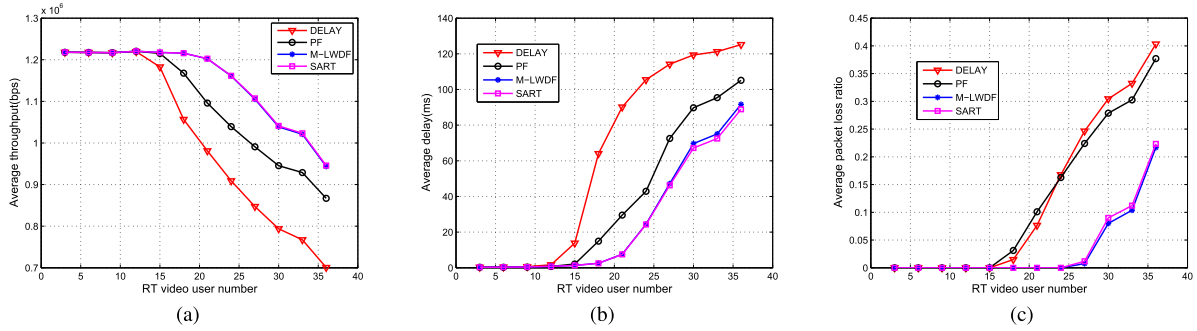 x 10^6
1.3
1.2
1.1
1
0.9
0.8
0.7
0 5 10 15 20 25 30 35 40
Average throughput(bps)
RT video user number
DELAY
PF
M-LWDF
SART
(a)
140
120
100
80
60
40
20
0
0 5 10 15 20 25 30 35 40
Average delay(ms)
RT video user number
DELAY
PF
M-LWDF
SART
(b)
0.45
0.4
0.35
0.3
0.25
0.2
0.15
0.1
0.05
0
0 5 10 15 20 25 30 35 40
Average packet loss ratio
RT video user number
DELAY
PF
M-LWDF
SART
(c)